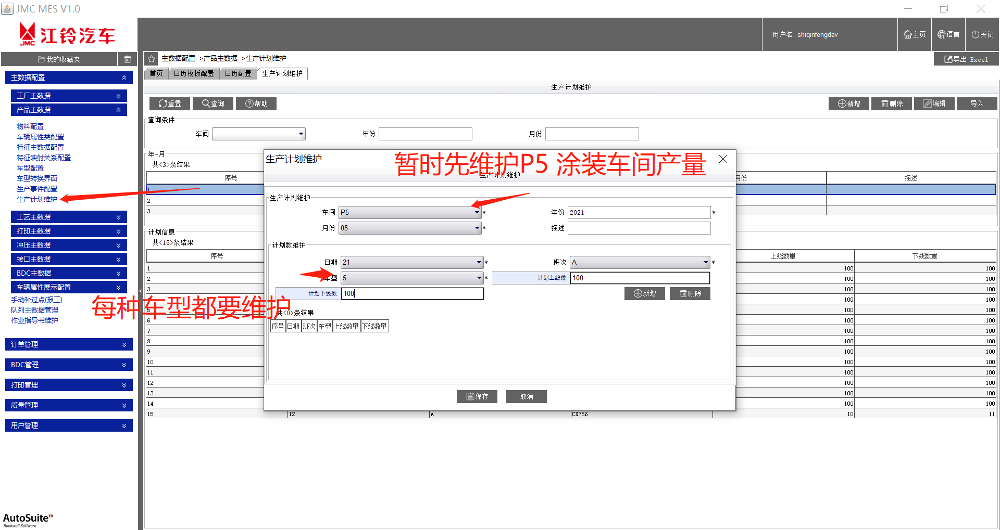 JMC MES V1.0
JMC 江铃汽车
用户名: shiqinfengdev
主页
语言
关闭
我的收藏夹
主数据配置->产品主数据->生产计划维护
导出 Excel
首页 日历模板配置 日历配置 生产计划维护
生产计划维护
重置 查询 帮助
新增 删除 编辑 导入
查询条件
车间 年份 月份
主数据配置
工厂主数据
产品主数据
物料配置
车辆属性类配置
特征主数据配置
特征映射关系配置
车型配置
车型转换界面
生产事件配置
生产计划维护
工艺主数据
打印主数据
冲压主数据
接口主数据
BDC主数据
车辆属性展示配置
手动补过点(报工)
队列主数据管理
作业指导书维护
订单管理
BDC管理
打印管理
质量管理
用户管理
AutoSuite™
Rockwell Software
年-月
共<3>条结果
序号 月份 描述
1
2
3
计划信息
共<15>条结果
序号 上线数量 下线数量
1 100 100
2 100 100
3 100 100
100 100
5 100 100
6 100 100
7 100 100
8 100 100
9 100 100
10 100 100
11 100 100
12 100 100
13 100 100
14 100 100
15 12 A CX756 10 11
生产计划维护
暂时先维护P5 涂装车间产量
生产计划维护
生产计划维护
车间 P5 * 年份 2021 *
月份 05 * 描述
计划数维护
日期 21 * 班次 A *
车型 5 * 计划上线数 100
计划下线数 100
新增 删除
每种车型都要维护
共<0>条结果
序号 日期 班次 车型 上线数量 下线数量
保存 取消